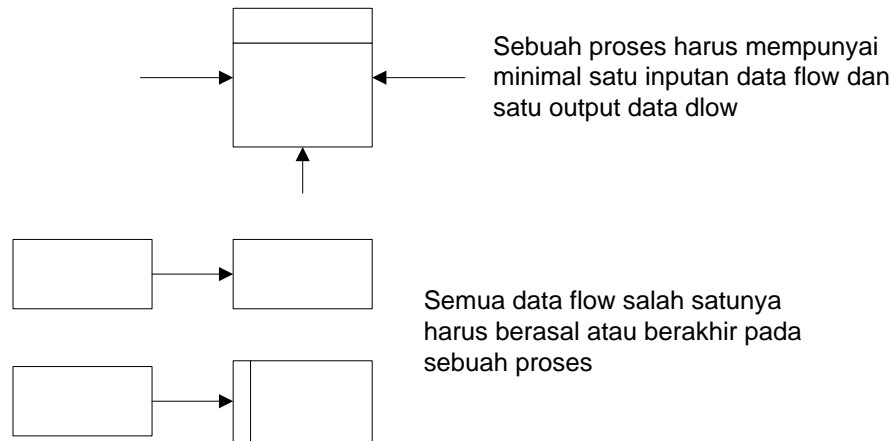 Sebuah proses harus mempunyai
minimal satu inputan data flow dan
satu output data dlow
Semua data flow salah satunya
harus berasal atau berakhir pada
sebuah proses